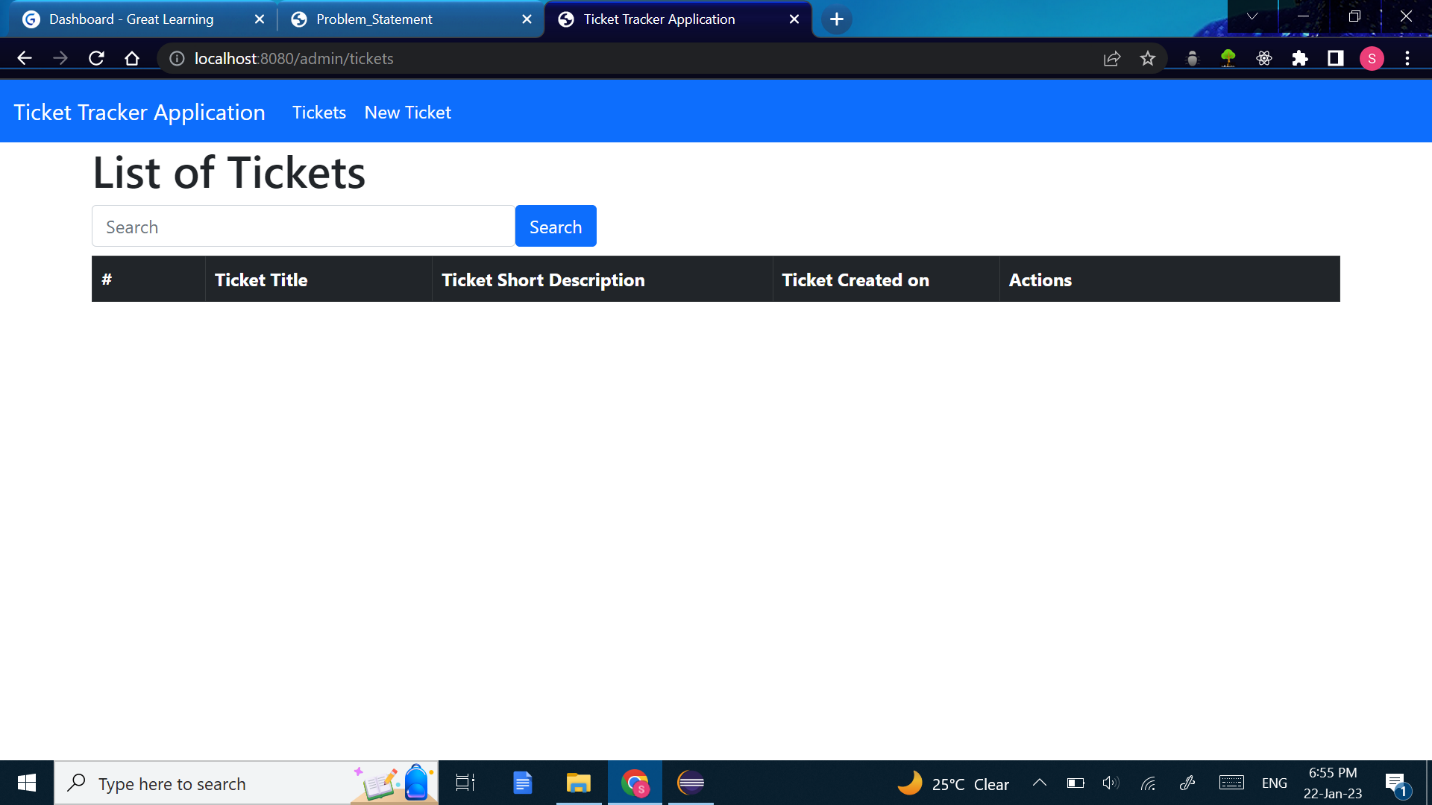 Dashboard - Great Learning
Problem_Statement
Ticket Tracker Application
localhost:8080/admin/tickets
S
Ticket Tracker Application
Tickets
New Ticket
List of Tickets
Search
Search
#
Ticket Title
Ticket Short Description
Ticket Created on
Actions
Type here to search
S
25°C Clear
ENG
6:55 PM
22-Jan-23
1